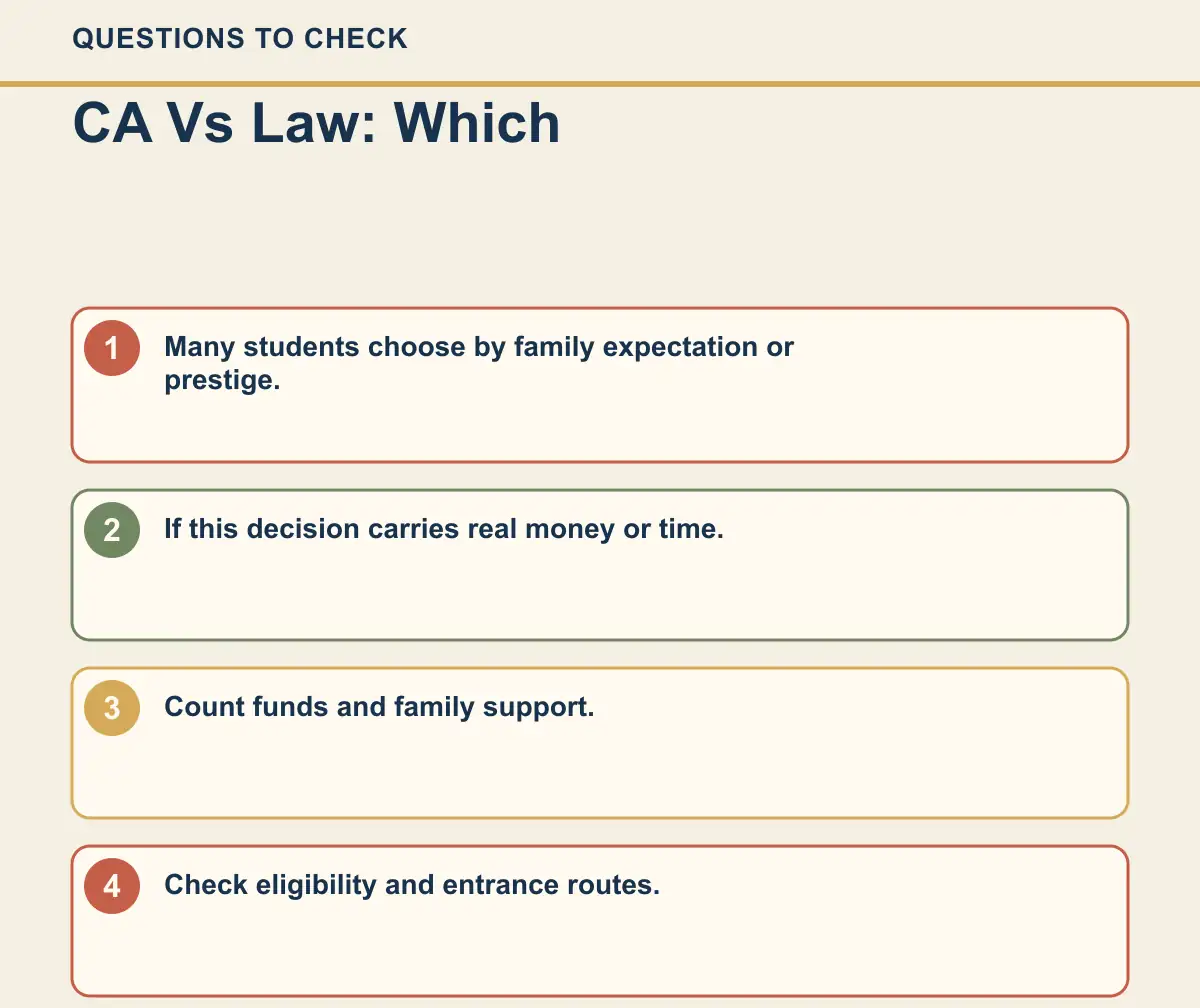 QUESTIONS TO CHECK
CA Vs Law: Which
1
Many students choose by family expectation or
prestige.
2
If this decision carries real money or time.
3
Count funds and family support.
4
Check eligibility and entrance routes.